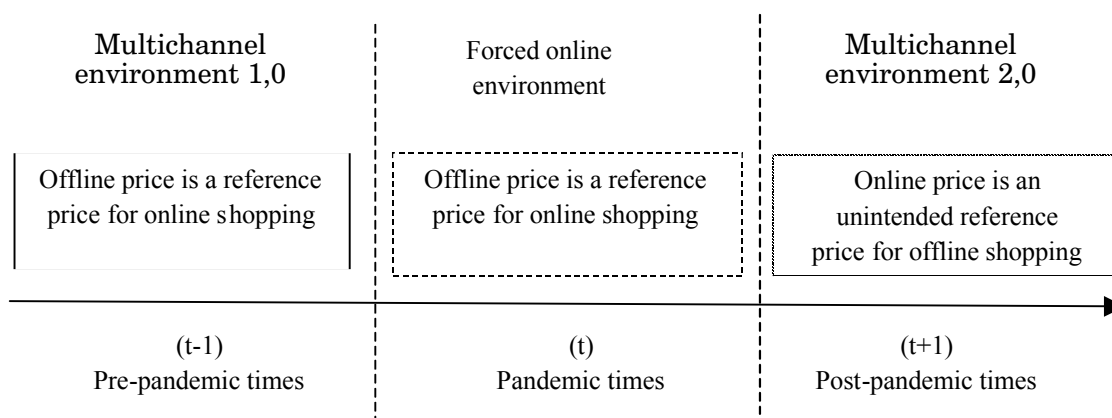 Multichannel
environment 1,0
Forced online
environment
Multichannel
environment 2,0
Offline price is a reference
price for online shopping
Offline price is a reference
price for online shopping
Online price is an
unintended reference
price for offline shopping
(t-1)
Pre-pandemic times
(t)
Pandemic times
(t+1)
Post-pandemic times